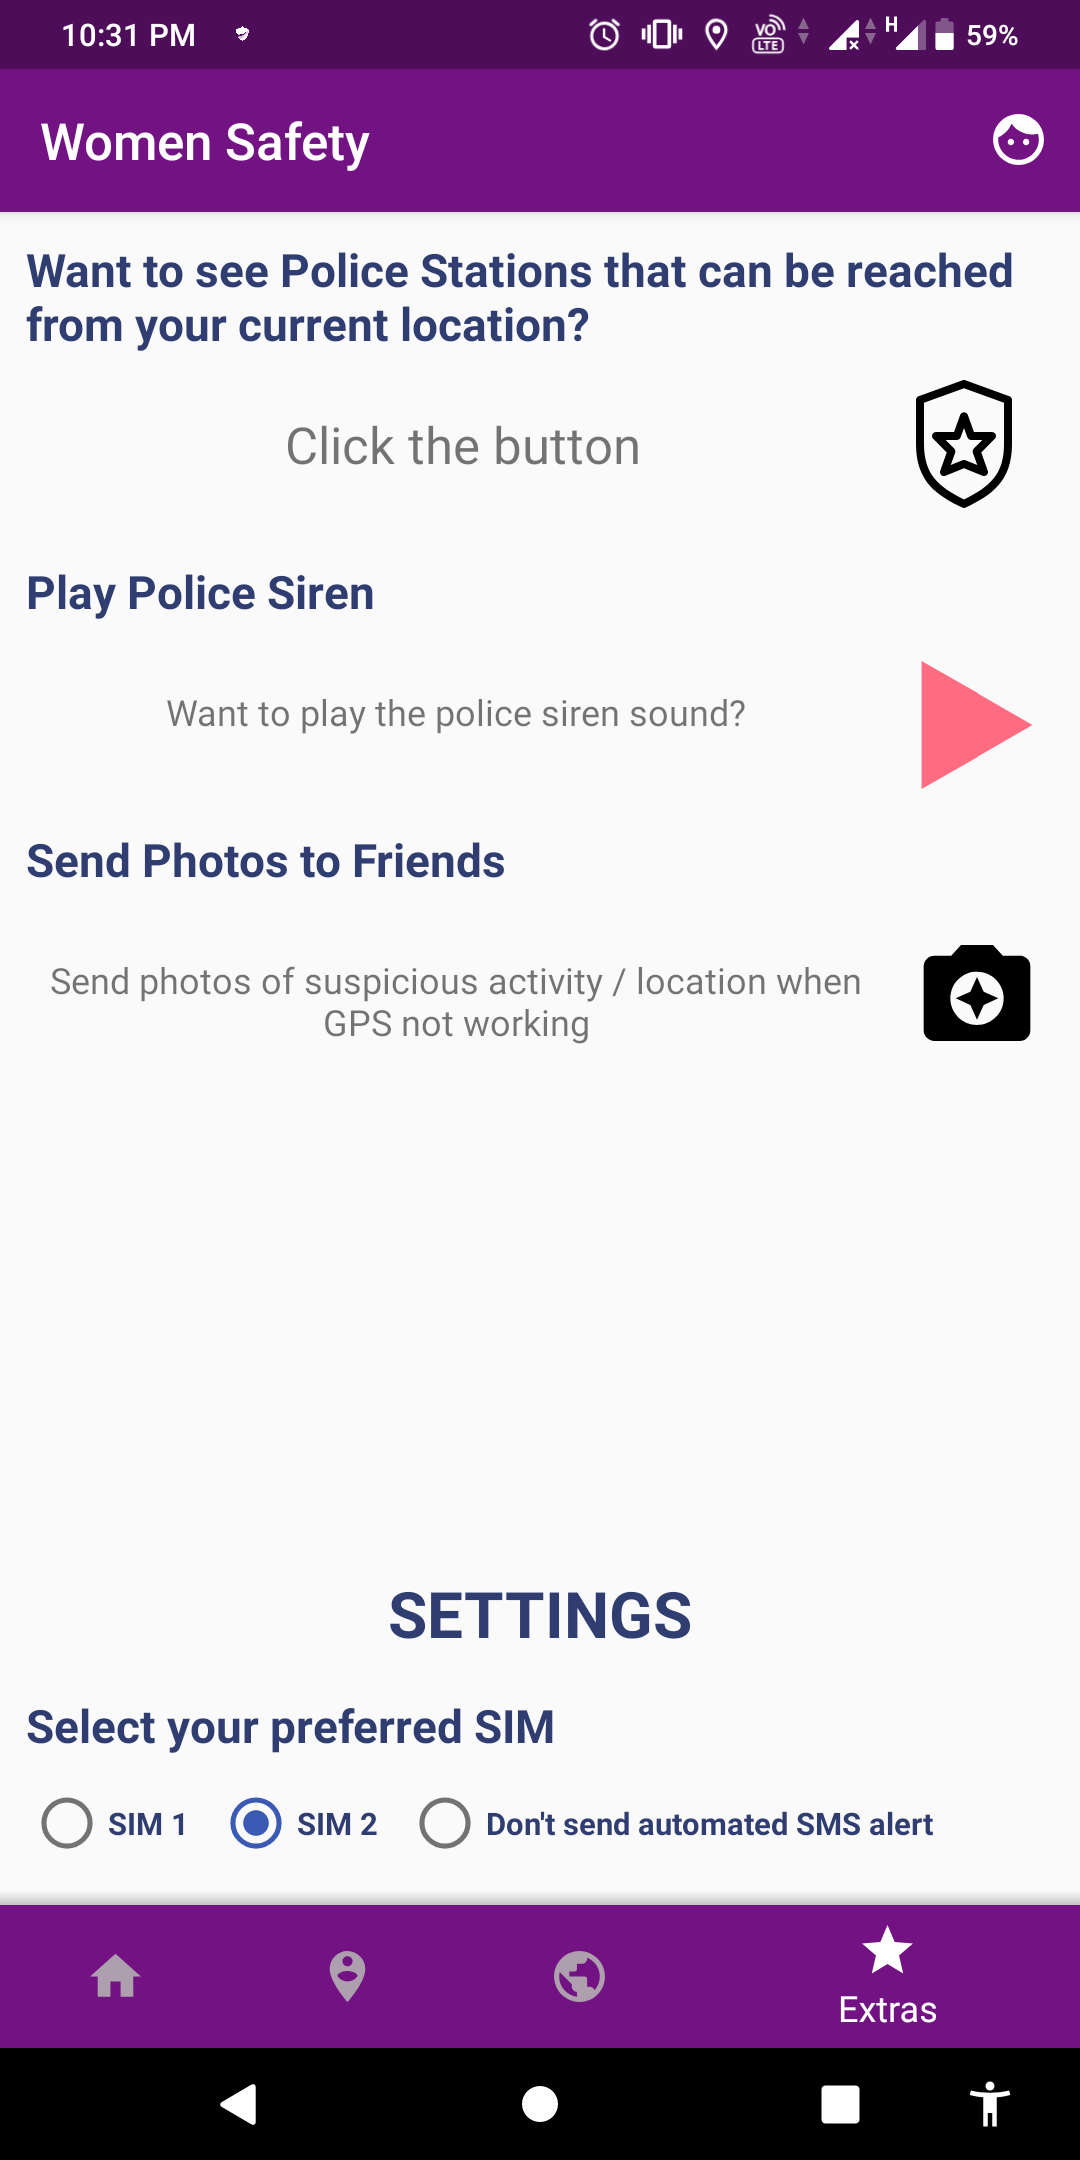 10:31 PM
VO LTE
H
59%
Women Safety
Want to see Police Stations that can be reached
from your current location?
Click the button
Play Police Siren
Want to play the police siren sound?
Send Photos to Friends
Send photos of suspicious activity / location when
GPS not working
SETTINGS
Select your preferred SIM
SIM 1
SIM 2
Don't send automated SMS alert
Extras